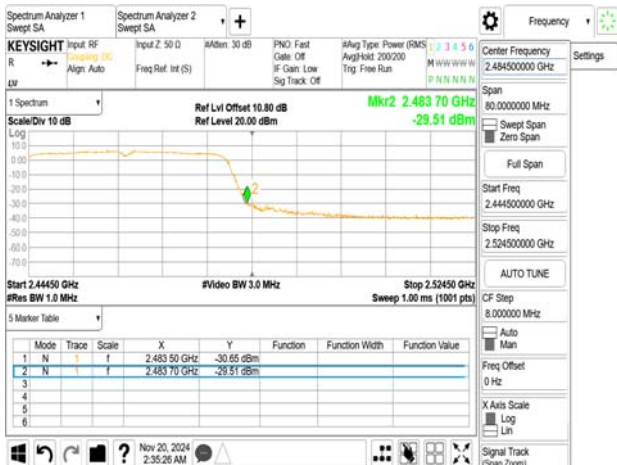 Spectrum Analyzer 1
Swept SA
Spectrum Analyzer 2
Swept SA
+
Frequency
KEYSIGHT
R
Input: RF
Coupling: DC
Align: Auto
Input Z: 50 Ω
Freq Ref: Int (S)
#Atten: 30 dB
PNO: Fast
Gate: Off
IF Gain: Low
Sig Track: Off
#Avg Type: Power (RMS)
Avg|Hold: 200/200
Trig: Free Run
1 2 3 4 5 6
M W W W W W
P N N N N N
Center Frequency
2.484500000 GHz
Settings
Span
80.0000000 MHz
Swept Span
Zero Span
Full Span
Start Freq
2.444500000 GHz
Stop Freq
2.524500000 GHz
AUTO TUNE
CF Step
8.000000 MHz
Auto
Man
Freq Offset
0 Hz
X Axis Scale
Log
Lin
Signal Track
(Span Zoom)
1 Spectrum
Scale/Div 10 dB
Ref Lvl Offset 10.80 dB
Ref Level 20.00 dBm
Mkr2 2.483 70 GHz
-29.51 dBm
Log
10.0
0.00
-10.0
-20.0
-30.0
-40.0
-50.0
-60.0
-70.0
2
Start 2.44450 GHz
#Res BW 1.0 MHz
#Video BW 3.0 MHz
Stop 2.52450 GHz
Sweep 1.00 ms (1001 pts)
5 Marker Table
Mode Trace Scale X Y Function Function Width Function Value
1 N 1 f 2.483 50 GHz -30.65 dBm
2 N 1 f 2.483 70 GHz -29.51 dBm
3
4
5
6
?
Nov 20, 2024
2:35:26 AM